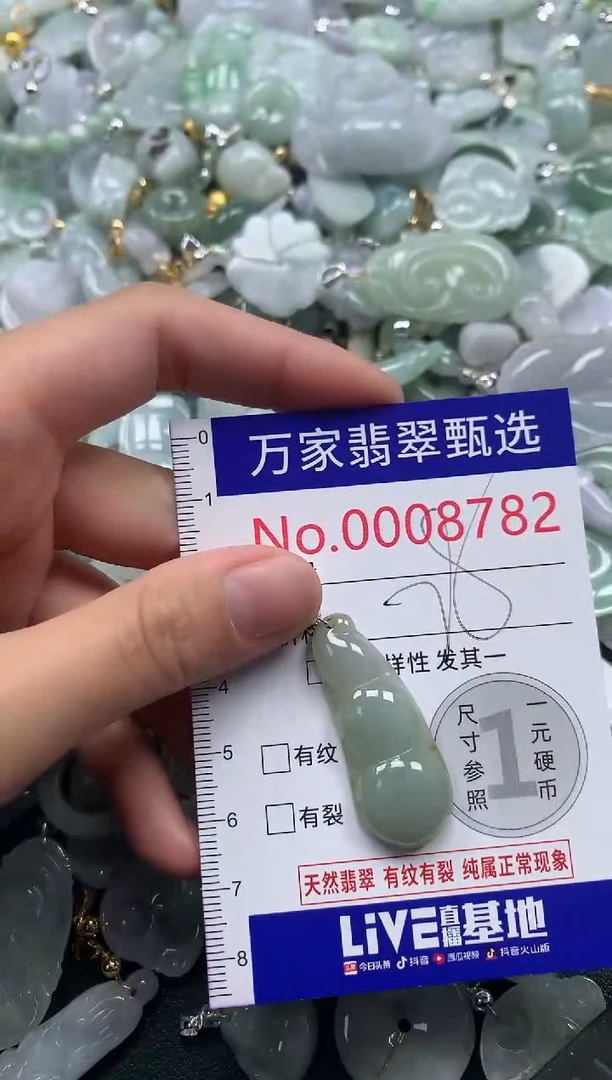 0
万家翡翠甄选
1
No.0008782
样性 发其一
4
尺寸参照
1
一元硬币
5
有纹
6
有裂
7
天然翡翠 有纹有裂 纯属正常现象
LiVE直播基地
8
头条 今日头条 抖音 西瓜视频 抖音火山版